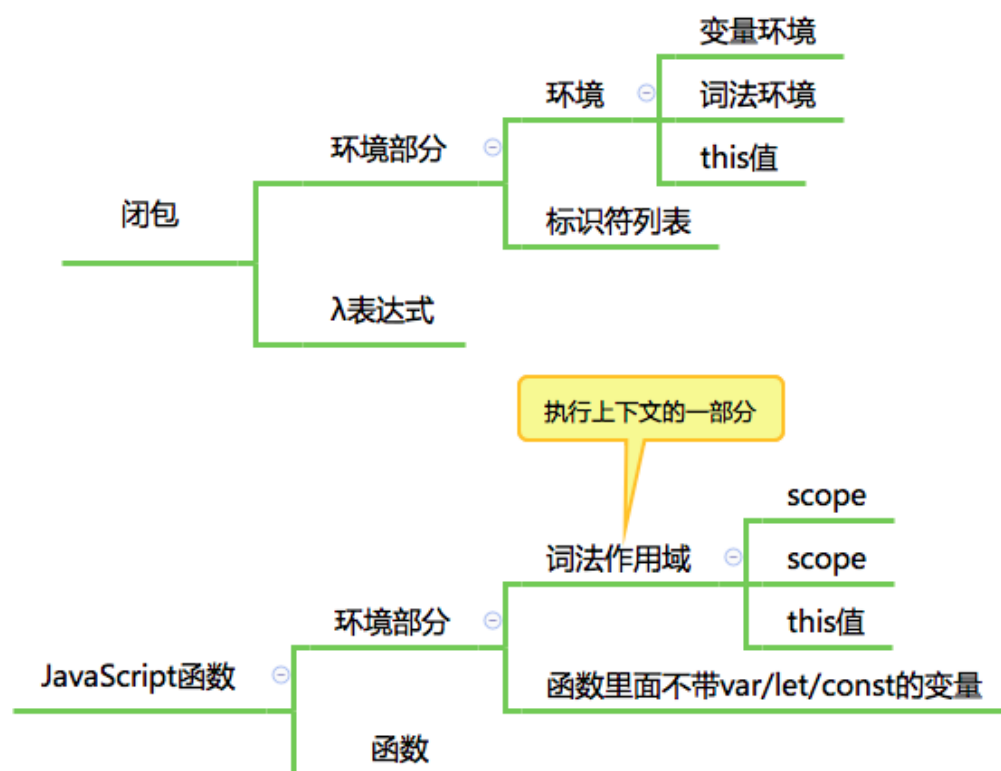 变量环境
环境
词法环境
环境部分
this值
闭包
标识符列表
λ表达式
执行上下文的一部分
scope
词法作用域
scope
环境部分
this值
JavaScript函数
函数里面不带var/let/const的变量
函数